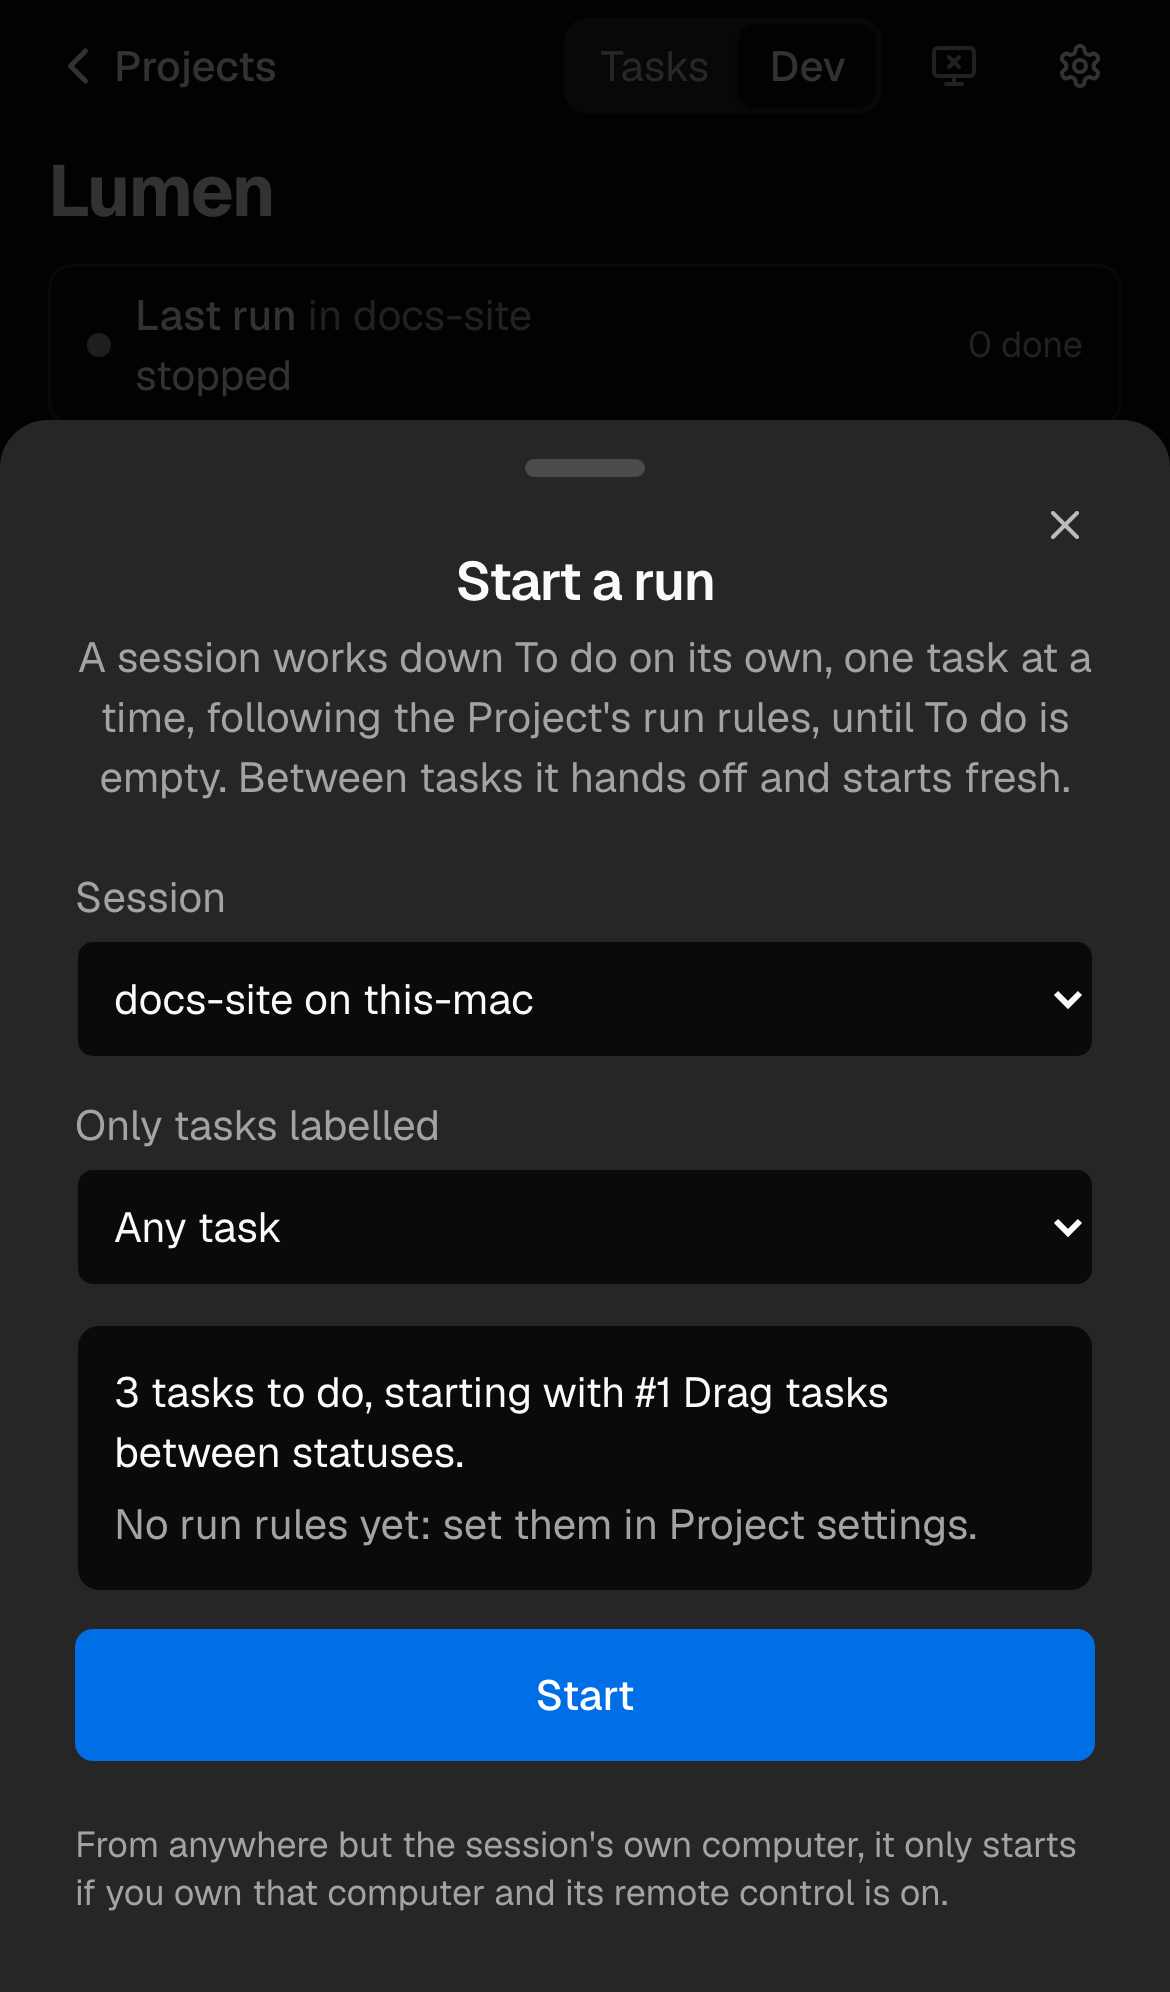 Projects
Tasks
Dev
Lumen
Last run in docs-site
stopped
0 done
Start a run
A session works down To do on its own, one task at a
time, following the Project's run rules, until To do is
empty. Between tasks it hands off and starts fresh.
Session
docs-site on this-mac
Only tasks labelled
Any task
3 tasks to do, starting with #1 Drag tasks
between statuses.
No run rules yet: set them in Project settings.
Start
From anywhere but the session's own computer, it only starts
if you own that computer and its remote control is on.